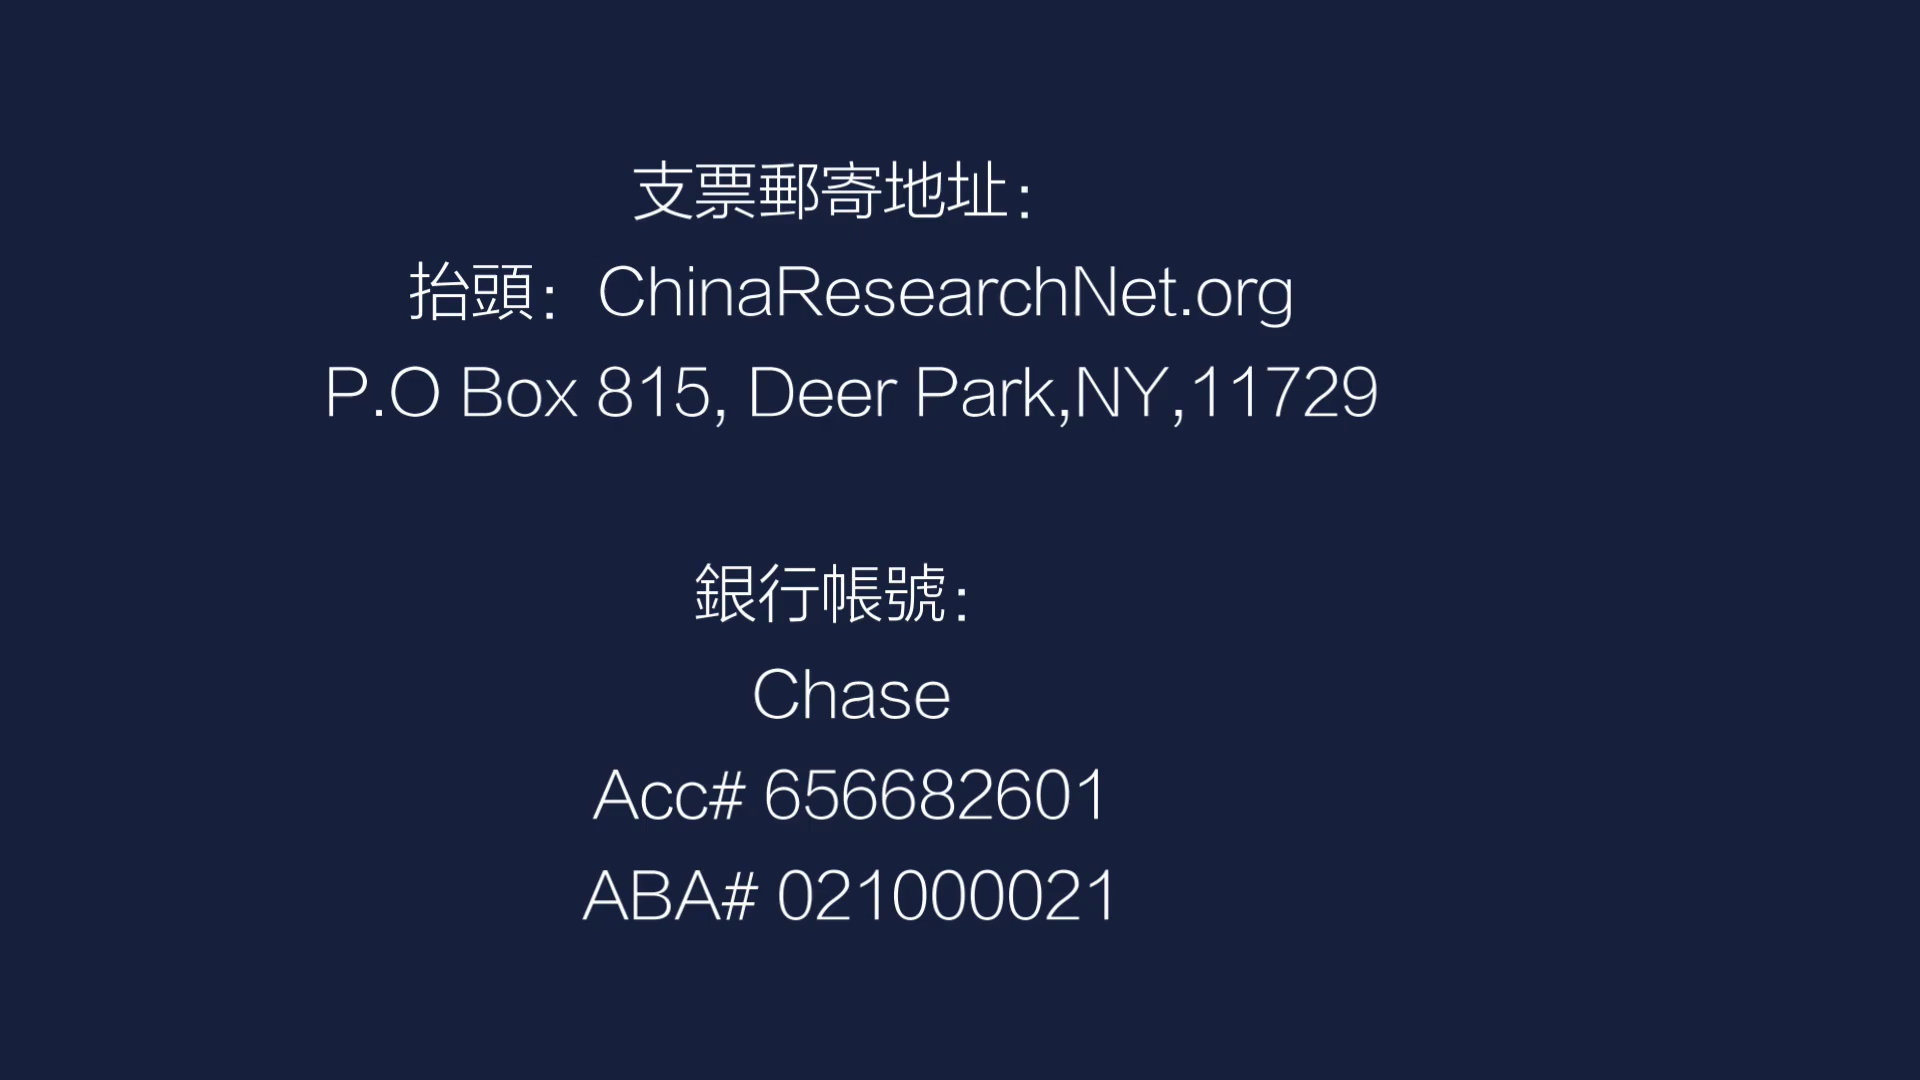 支票郵寄地址：
抬頭：ChinaResearchNet.org
P.O Box 815, Deer Park,NY,11729
銀行帳號：
Chase
Acc# 656682601
ABA# 021000021